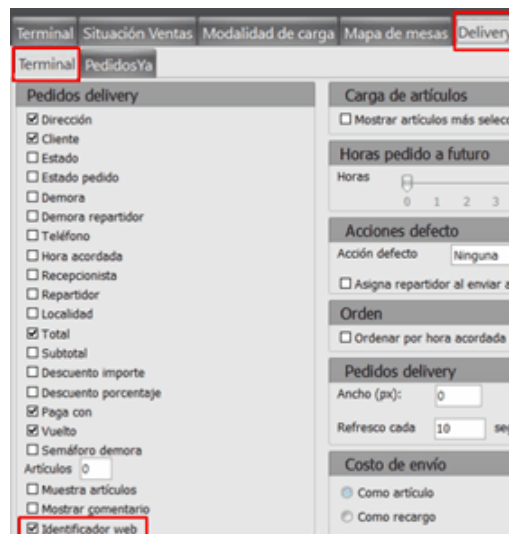 Terminal Situación Ventas Modalidad de carga Mapa de mesas Delivery
Terminal PedidosYa
Pedidos delivery
Dirección
Cliente
Estado
Estado pedido
Demora
Demora repartidor
Teléfono
Hora acordada
Recepcionista
Repartidor
Localidad
Total
Subtotal
Descuento importe
Descuento porcentaje
Paga con
Vuelto
Semáforo demora
Artículos 0
Muestra artículos
Mostrar comentario
Identificador web
Carga de artículos
Mostrar artículos más selecc
Horas pedido a futuro
Horas
0 1 2 3
Acciones defecto
Acción defecto Ninguna
Asigna repartidor al enviar a
Orden
Ordenar por hora acordada
Pedidos delivery
Ancho (px): 0
Refresco cada 10 seg
Costo de envío
Como artículo
Como recargo